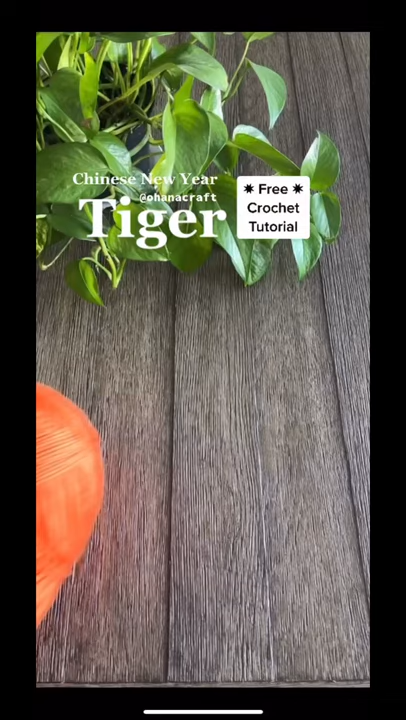 Chinese New Year
@ohanacraft
Tiger
✷ Free ✷
Crochet
Tutorial